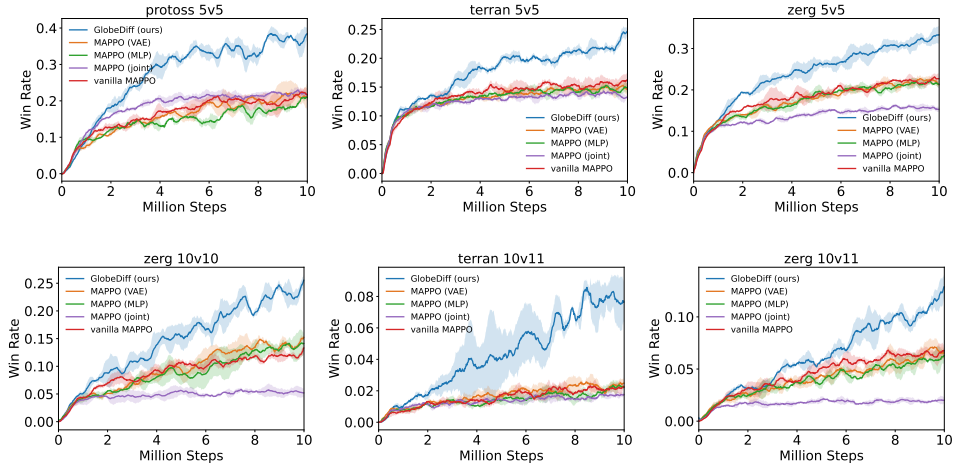 protoss 5v5
Win Rate
0.4
0.3
0.2
0.1
0.0
GlobeDiff (ours)
MAPPO (VAE)
MAPPO (MLP)
MAPPO (joint)
vanilla MAPPO
0 2 4 6 8 10
Million Steps
terran 5v5
Win Rate
0.25
0.20
0.15
0.10
0.05
0.00
GlobeDiff (ours)
MAPPO (VAE)
MAPPO (MLP)
MAPPO (joint)
vanilla MAPPO
0 2 4 6 8 10
Million Steps
zerg 5v5
Win Rate
0.3
0.2
0.1
0.0
GlobeDiff (ours)
MAPPO (VAE)
MAPPO (MLP)
MAPPO (joint)
vanilla MAPPO
0 2 4 6 8 10
Million Steps
zerg 10v10
Win Rate
0.25
0.20
0.15
0.10
0.05
0.00
GlobeDiff (ours)
MAPPO (VAE)
MAPPO (MLP)
MAPPO (joint)
vanilla MAPPO
0 2 4 6 8 10
Million Steps
terran 10v11
Win Rate
0.08
0.06
0.04
0.02
0.00
GlobeDiff (ours)
MAPPO (VAE)
MAPPO (MLP)
MAPPO (joint)
vanilla MAPPO
0 2 4 6 8 10
Million Steps
zerg 10v11
Win Rate
0.10
0.05
0.00
GlobeDiff (ours)
MAPPO (VAE)
MAPPO (MLP)
MAPPO (joint)
vanilla MAPPO
0 2 4 6 8 10
Million Steps